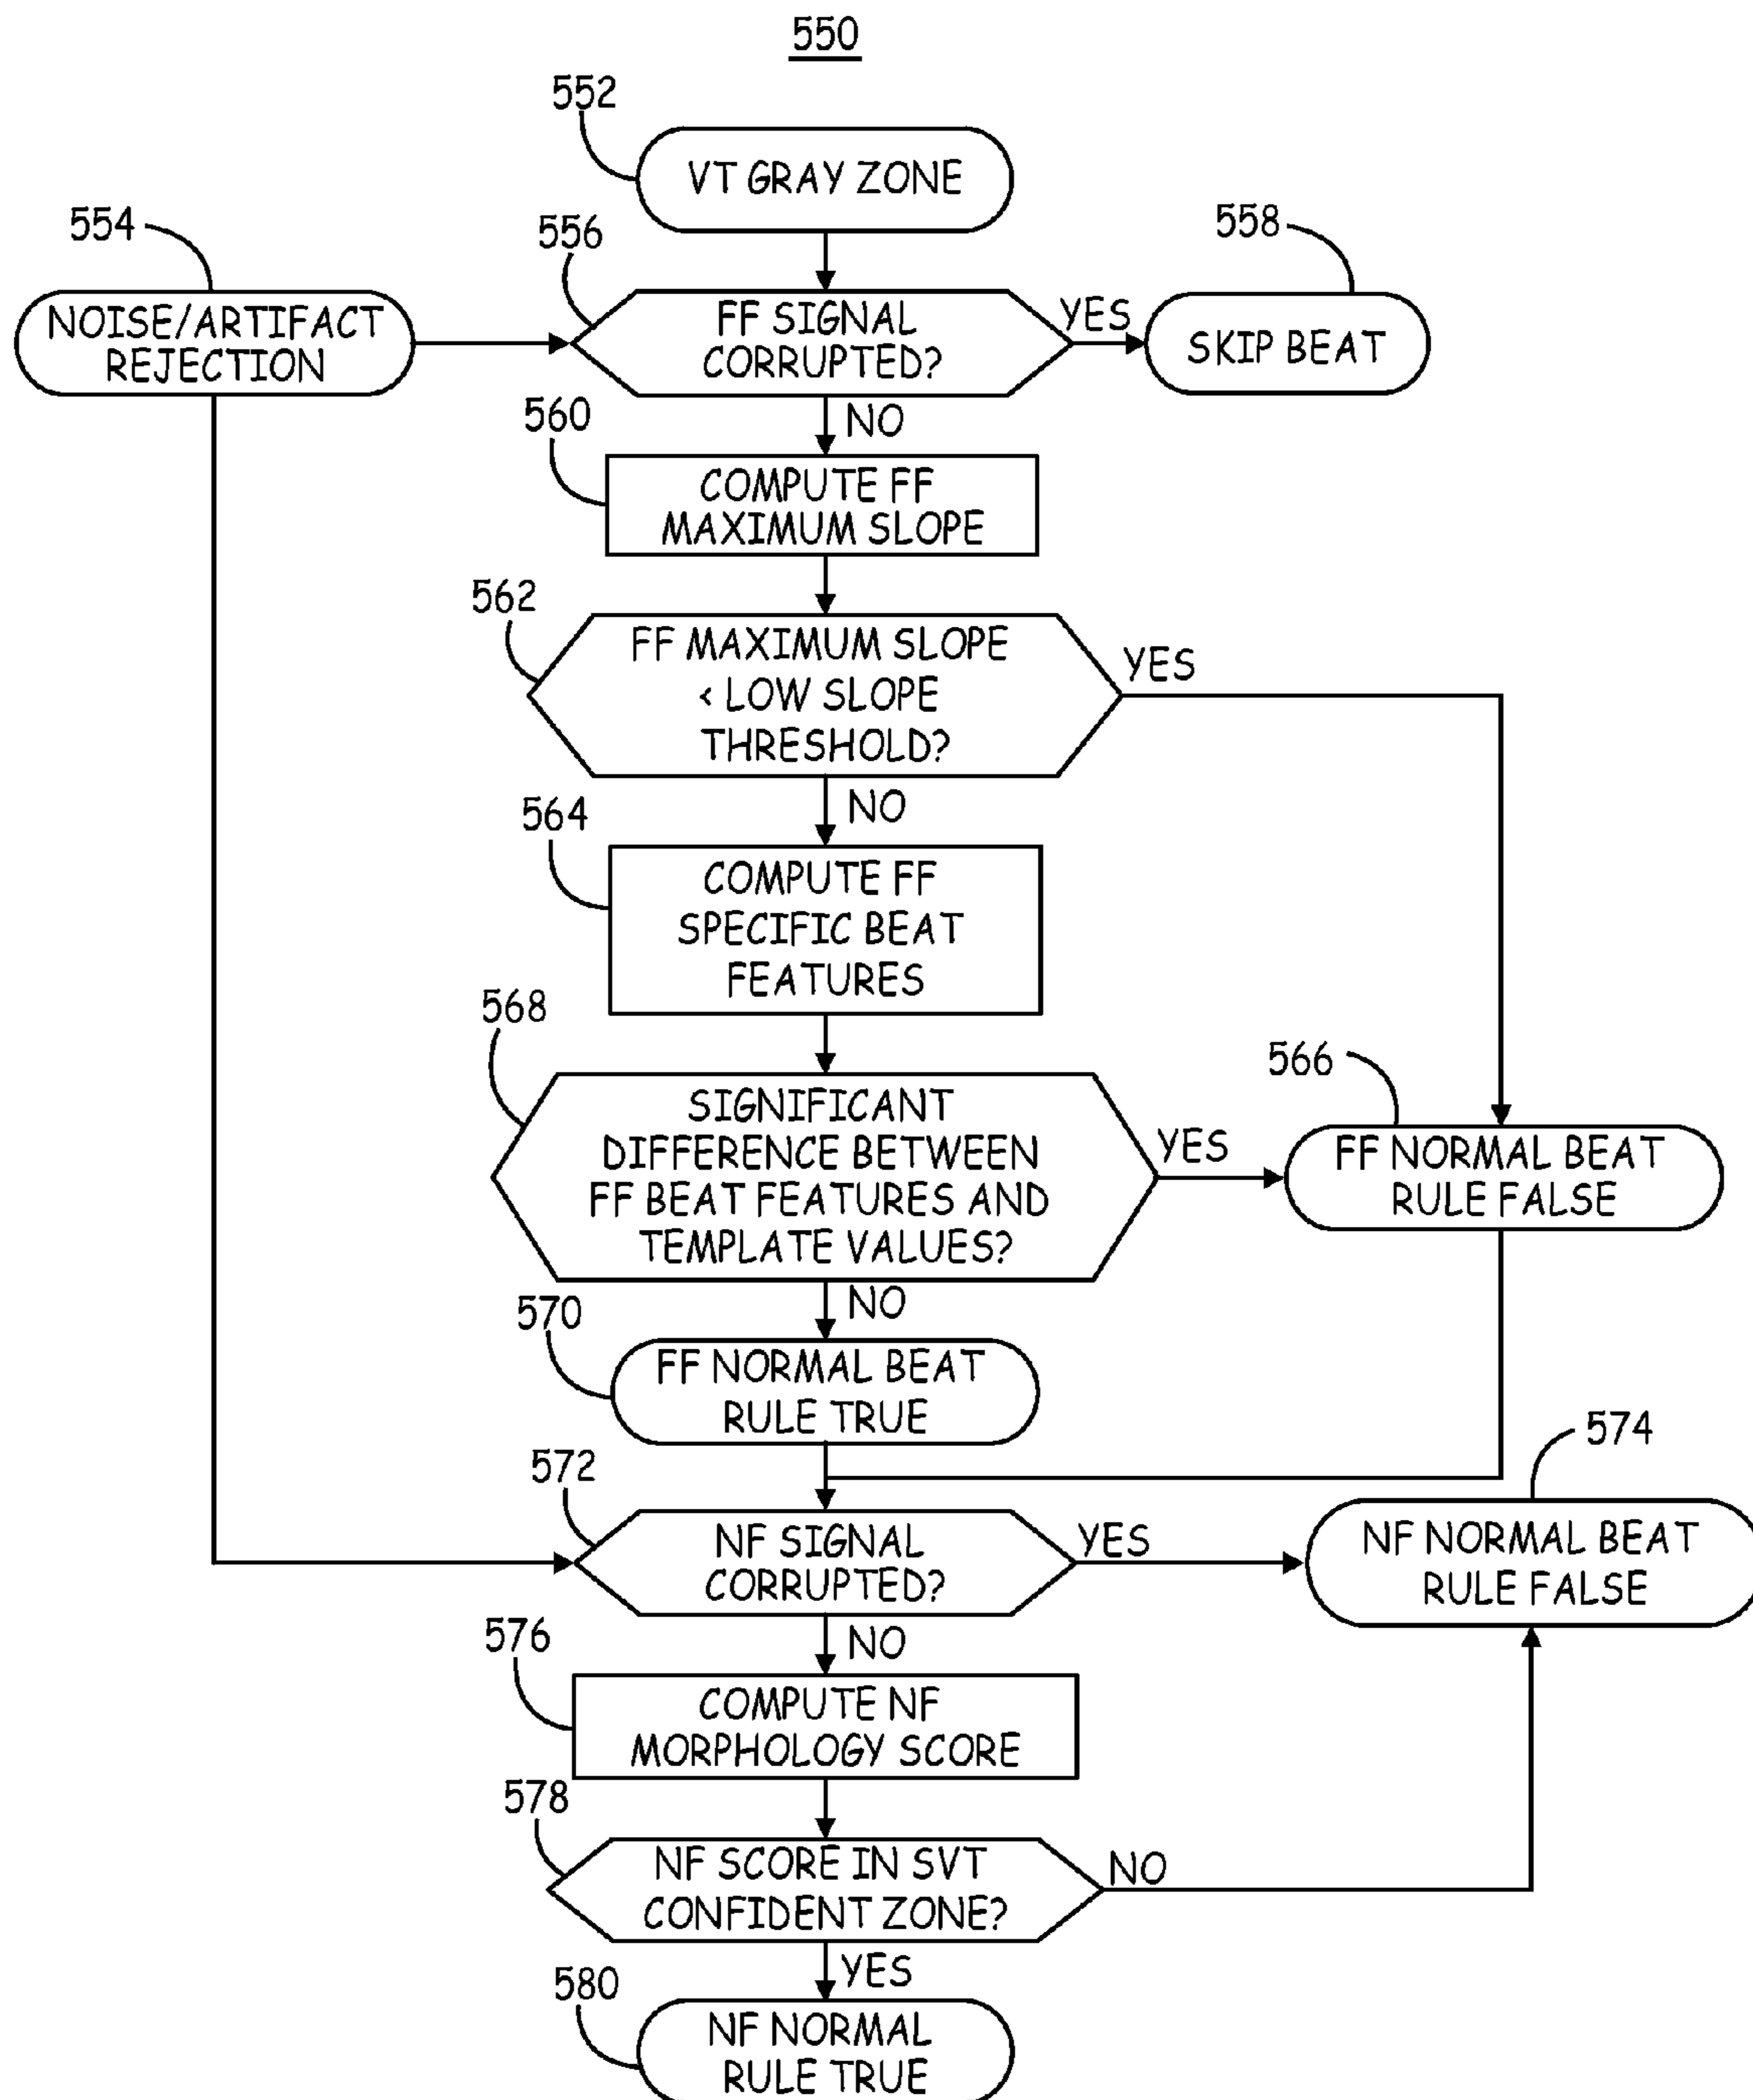 550
552
VT GRAY ZONE
554
NOISE/ARTIFACT
REJECTION
556
FF SIGNAL
CORRUPTED?
YES
558
SKIP BEAT
NO
560
COMPUTE FF
MAXIMUM SLOPE
562
FF MAXIMUM SLOPE
< LOW SLOPE
THRESHOLD?
YES
NO
564
COMPUTE FF
SPECIFIC BEAT
FEATURES
568
SIGNIFICANT
DIFFERENCE BETWEEN
FF BEAT FEATURES AND
TEMPLATE VALUES?
YES
566
FF NORMAL BEAT
RULE FALSE
NO
570
FF NORMAL BEAT
RULE TRUE
572
NF SIGNAL
CORRUPTED?
YES
574
NF NORMAL BEAT
RULE FALSE
NO
576
COMPUTE NF
MORPHOLOGY SCORE
578
NF SCORE IN SVT
CONFIDENT ZONE?
NO
YES
580
NF NORMAL
RULE TRUE